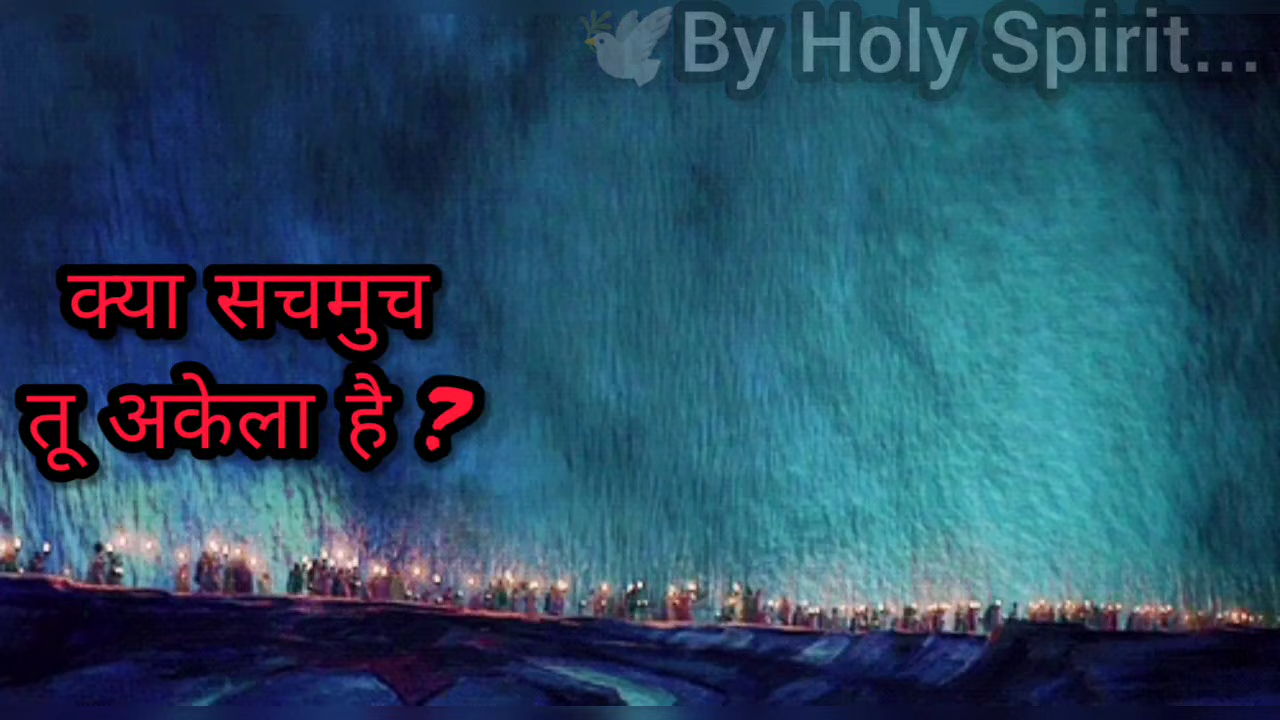 🕊By Holy Spirit...
क्या सचमुच
तू अकेला है ?